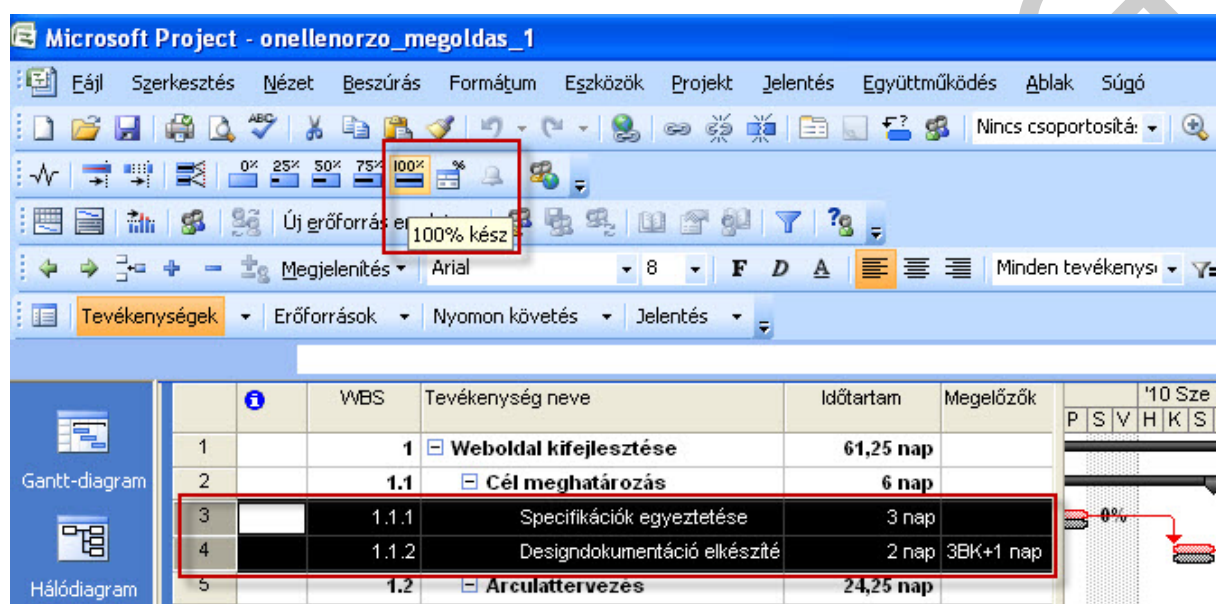 Microsoft Project - onellenorzo_megoldas_1
Fájl Szerkesztés Nézet Beszúrás Formátum Eszközök Projekt Jelentés Együttműködés Ablak Súgó
ABC Nincs csoportosítás
0% 25% 50% 75% 100% %
Új erőforrás
100% kész
Megjelenítés Arial 8 F D A Minden tevékenys
Tevékenységek Erőforrások Nyomon követés Jelentés
WBS Tevékenység neve Időtartam Megelőzők '10 Sze
P S V H K S
1 1 Weboldal kifejlesztése 61,25 nap
Gantt-diagram 2 1.1 Cél meghatározás 6 nap
3 1.1.1 Specifikációk egyeztetése 3 nap 0%
4 1.1.2 Designdokumentáció elkészíté 2 nap 3BK+1 nap
Hálódiagram 5 1.2 Arculattervezés 24,25 nap